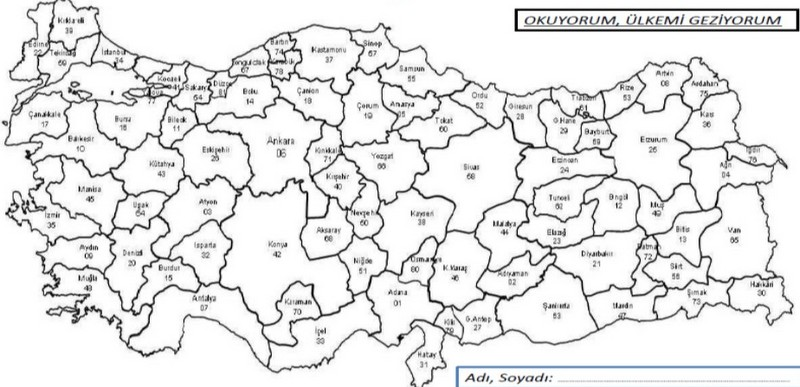 OKUYORUM, ÜLKEMİ GEZİYORUM
Kırklareli
39
Edirne
22
Tekirdağ
59
İstanbul
34
Kocaeli
41
Yalova
77
Sakarya
54
Düzce
81
Zonguldak
67
Bartın
74
Karabük
78
Kastamonu
37
Sinop
57
Samsun
55
Bolu
14
Çankırı
18
Çorum
19
Amasya
05
Tokat
60
Ordu
52
Giresun
28
Trabzon
61
G.Hane
29
Bayburt
69
Rize
53
Artvin
08
Ardahan
75
Kars
36
Iğdır
76
Ağrı
04
Erzurum
25
Erzincan
24
Çanakkale
17
Balıkesir
10
Bursa
16
Bilecik
11
Kütahya
43
Eskişehir
26
Ankara
06
Kırıkkale
71
Kırşehir
40
Yozgat
66
Sivas
58
Tunceli
62
Bingöl
12
Muş
49
Manisa
45
İzmir
35
Uşak
64
Afyon
03
Aydın
09
Denizli
20
Muğla
48
Burdur
15
Isparta
32
Antalya
07
Konya
42
Karaman
70
İçel
33
Aksaray
68
Nevşehir
50
Niğde
51
Kayseri
38
Adana
01
Osmaniye
80
K.Maraş
46
Malatya
44
Elazığ
23
Adıyaman
02
G.Antep
27
Kilis
79
Hatay
31
Şanlıurfa
63
Diyarbakır
21
Mardin
47
Batman
72
Bitlis
13
Siirt
56
Şırnak
73
Van
65
Hakkâri
30
Adı, Soyadı: